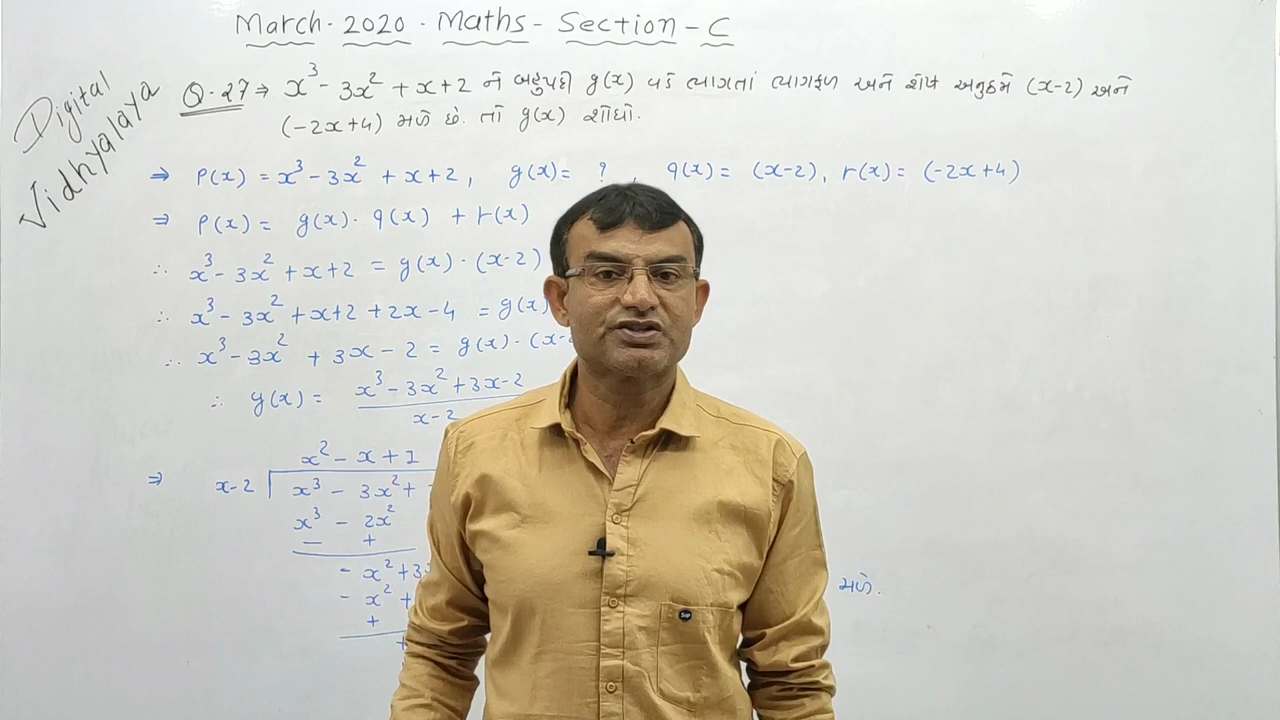 March - 2020 - Maths - Section - C
Digital
Vidhyalaya
Q-27 ⇒ x³ - 3x² + x + 2 ને બહુપદી g(x) વડે ભાગતાં ભાગફળ અને શેષ અનુક્રમે (x-2) અને
(-2x+4) મળે છે. તો g(x) શોધો.
⇒ P(x) = x³ - 3x² + x + 2, g(x) = ?, q(x) = (x-2), r(x) = (-2x+4)
⇒ P(x) = g(x) · q(x) + r(x)
∴ x³ - 3x² + x + 2 = g(x) · (x-2)
∴ x³ - 3x² + x + 2 + 2x - 4 = g(x)
∴ x³ - 3x² + 3x - 2 = g(x) · (x-
∴ g(x) = x³ - 3x² + 3x - 2
x-2
x² - x + 1
⇒ x-2 x³ - 3x² +
x³ - 2x²
- +
- x² + 3
- x² +
+
મળે.
Sup